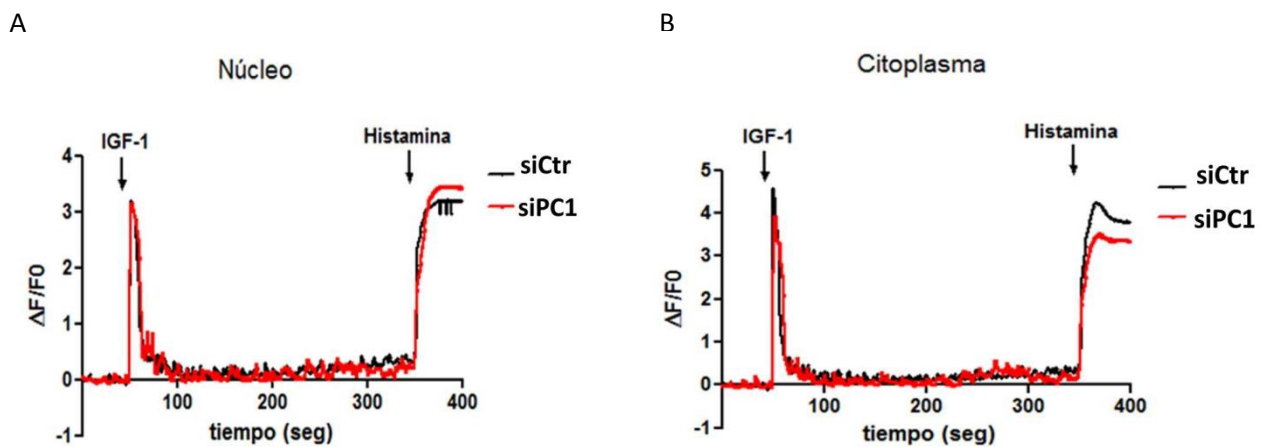 A
Núcleo
IGF-1
Histamina
siCtr
siPC1
ΔF/F0
4
3
2
1
0
-1
100
200
300
400
tiempo (seg)
B
Citoplasma
IGF-1
Histamina
siCtr
siPC1
ΔF/F0
5
4
3
2
1
0
-1
100
200
300
400
tiempo (seg)